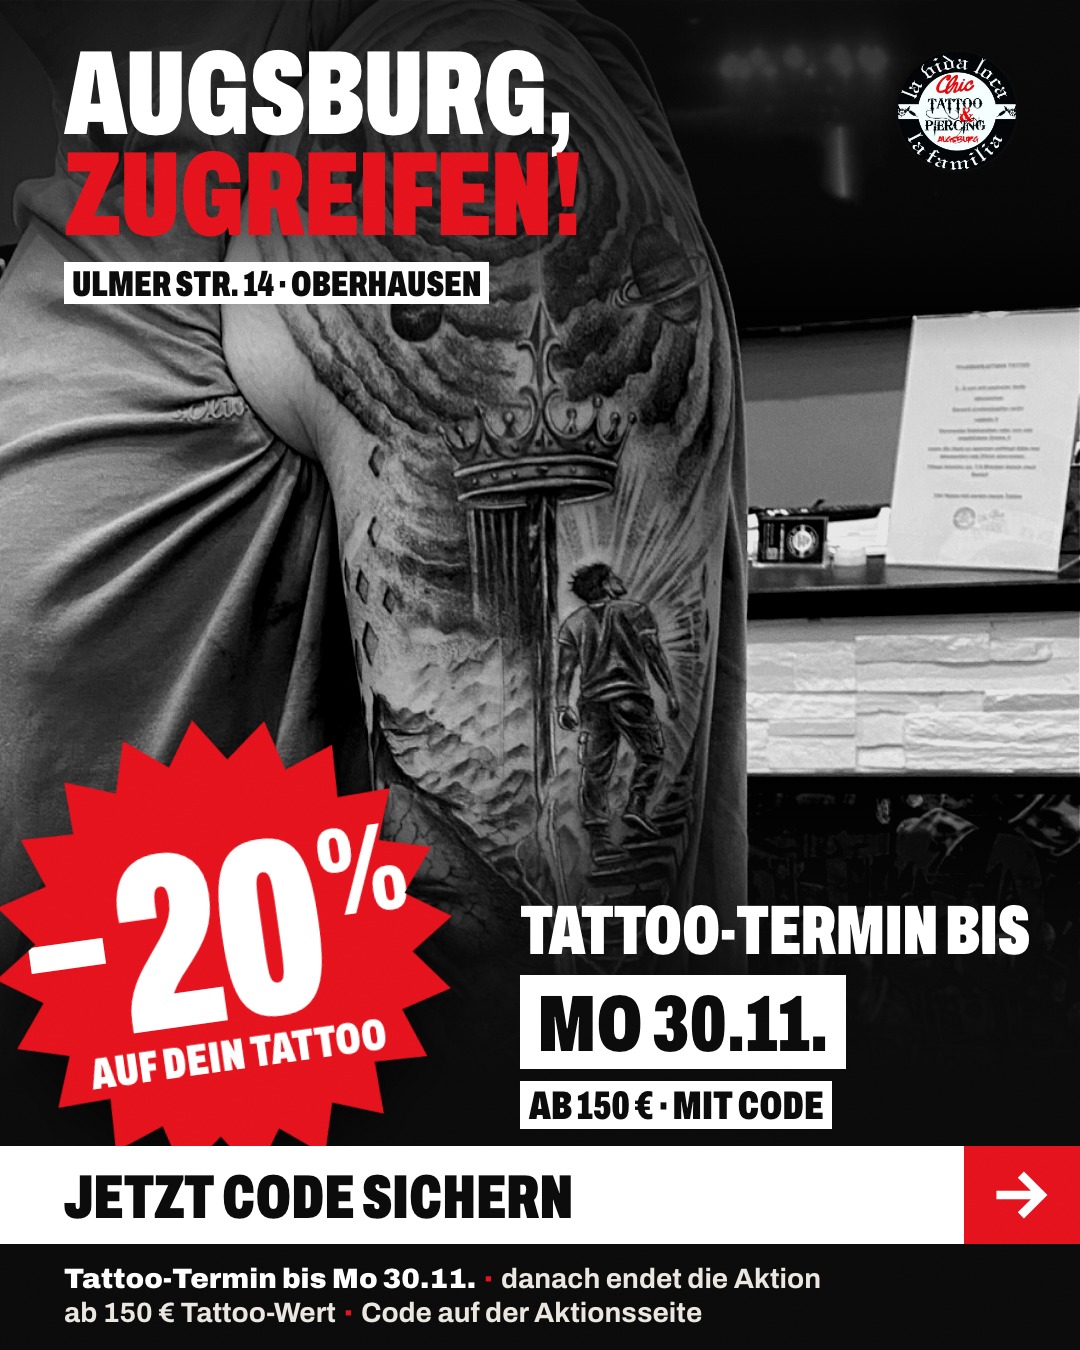 AUGSBURG,
ZUGREIFEN!
la vida loca
Chic
TATTOO
&
PIERCING
AUGSBURG
la familia
ULMER STR. 14 · OBERHAUSEN
-20%
AUF DEIN TATTOO
TATTOO-TERMIN BIS
MO 30.11.
AB 150 € · MIT CODE
JETZT CODE SICHERN
Tattoo-Termin bis Mo 30.11. · danach endet die Aktion
ab 150 € Tattoo-Wert · Code auf der Aktionsseite